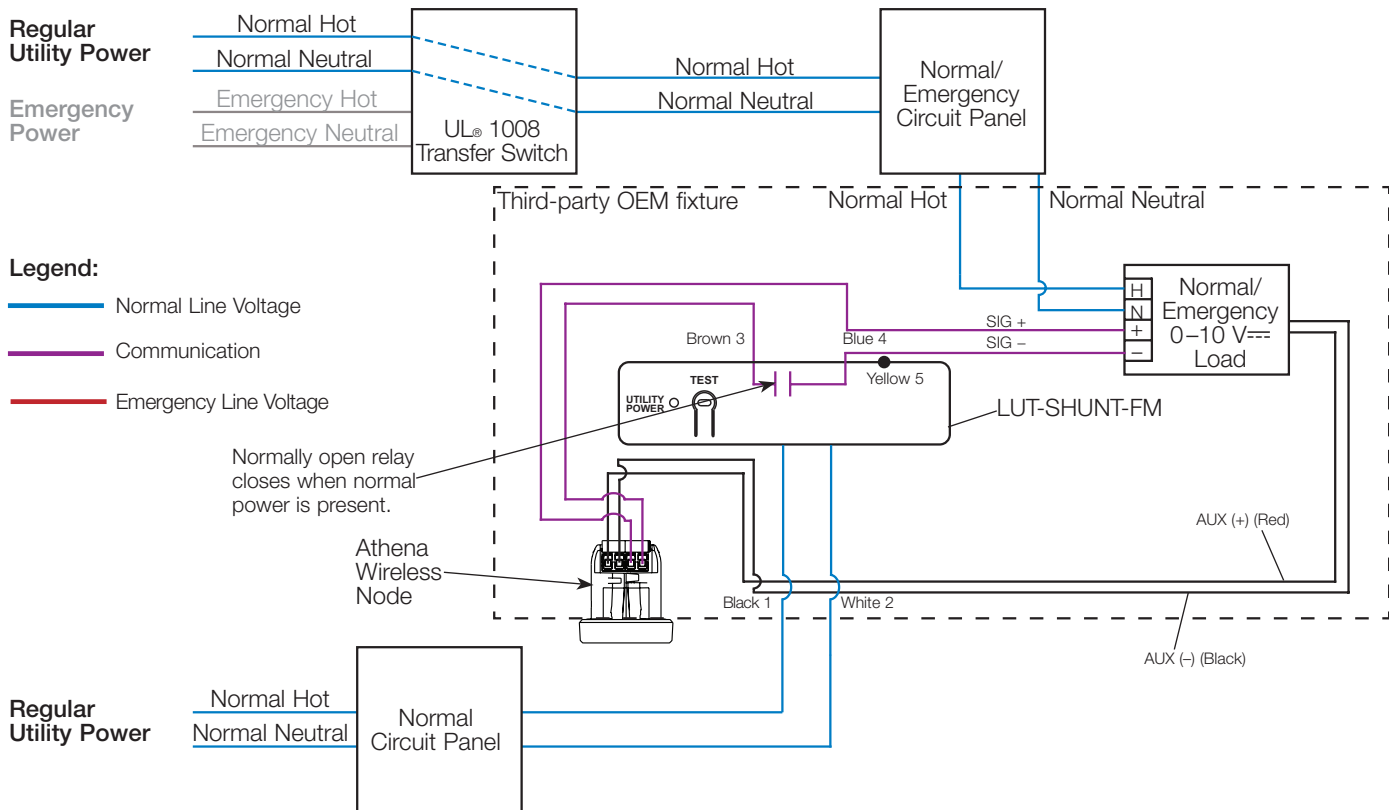 Regular
Utility Power
Normal Hot
Normal Neutral
Emergency
Power
Emergency Hot
Emergency Neutral
UL® 1008
Transfer Switch
Normal Hot
Normal Neutral
Normal/
Emergency
Circuit Panel
Third-party OEM fixture
Normal Hot
Normal Neutral
Legend:
Normal Line Voltage
Communication
Emergency Line Voltage
H
N
+
–
Normal/
Emergency
0–10 V⎓
Load
SIG +
SIG –
Brown 3
Blue 4
Yellow 5
TEST
UTILITY
POWER
LUT-SHUNT-FM
Normally open relay
closes when normal
power is present.
Athena
Wireless
Node
Black 1
White 2
AUX (+) (Red)
AUX (–) (Black)
Regular
Utility Power
Normal Hot
Normal Neutral
Normal
Circuit Panel